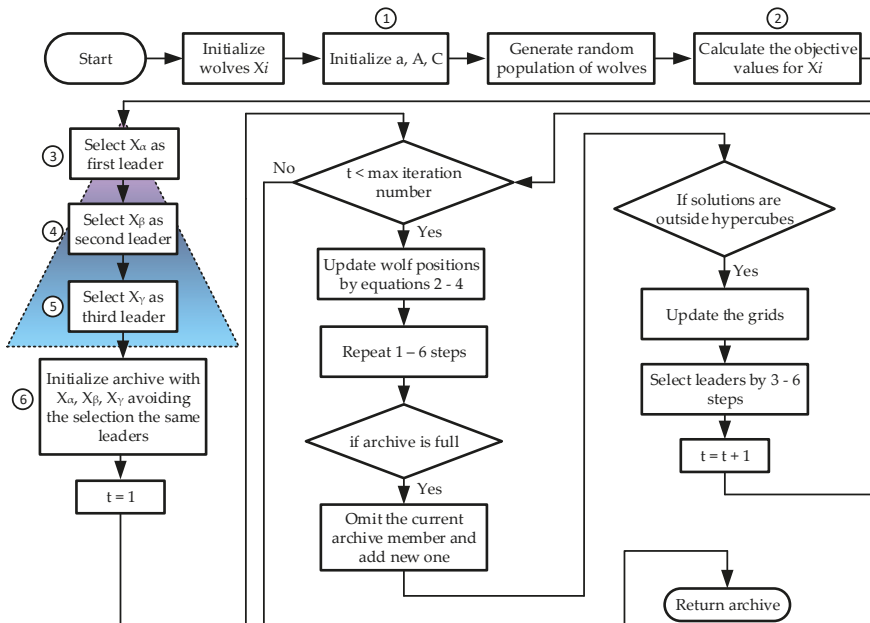 1
2
Start
Initialize
wolves Xi
Initialize a, A, C
Generate random
population of wolves
Calculate the objective
values for Xi
3
Select Xα as
first leader
4
Select Xβ as
second leader
5
Select Xγ as
third leader
6
Initialize archive with
Xα, Xβ, Xγ avoiding
the selection the same
leaders
t = 1
No
t < max iteration
number
Yes
Update wolf positions
by equations 2 - 4
Repeat 1 – 6 steps
if archive is full
Yes
Omit the current
archive member and
add new one
If solutions are
outside hypercubes
Yes
Update the grids
Select leaders by 3 - 6
steps
t = t + 1
Return archive